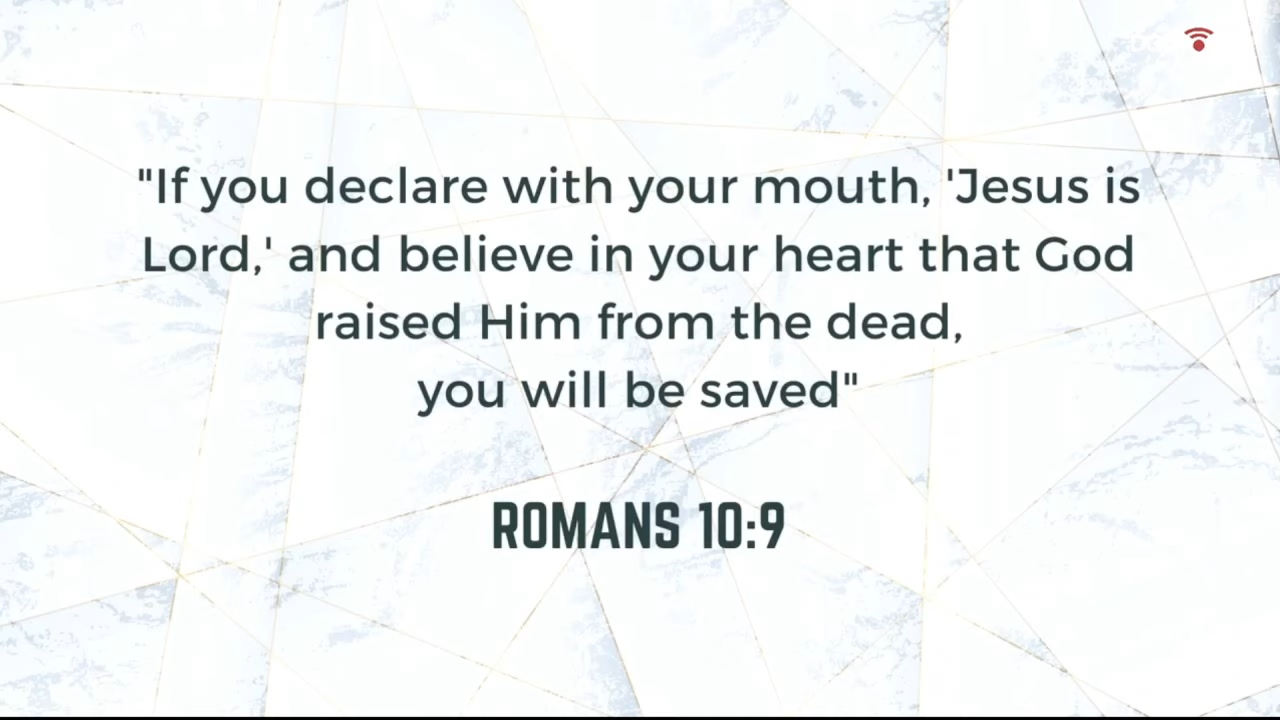 "If you declare with your mouth, 'Jesus is
Lord,' and believe in your heart that God
raised Him from the dead,
you will be saved"
ROMANS 10:9